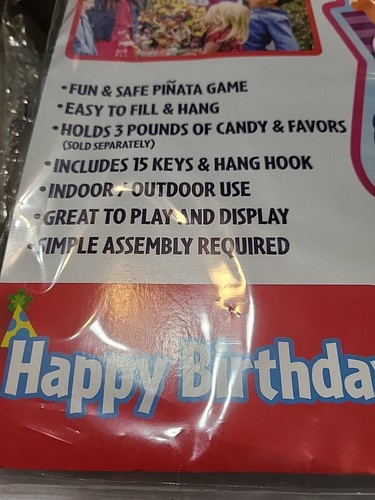 • FUN & SAFE PIÑATA GAME
• EASY TO FILL & HANG
• HOLDS 3 POUNDS OF CANDY & FAVORS
(SOLD SEPARATELY)
• INCLUDES 15 KEYS & HANG HOOK
• INDOOR / OUTDOOR USE
• GREAT TO PLAY AND DISPLAY
• SIMPLE ASSEMBLY REQUIRED
Happy Birthday